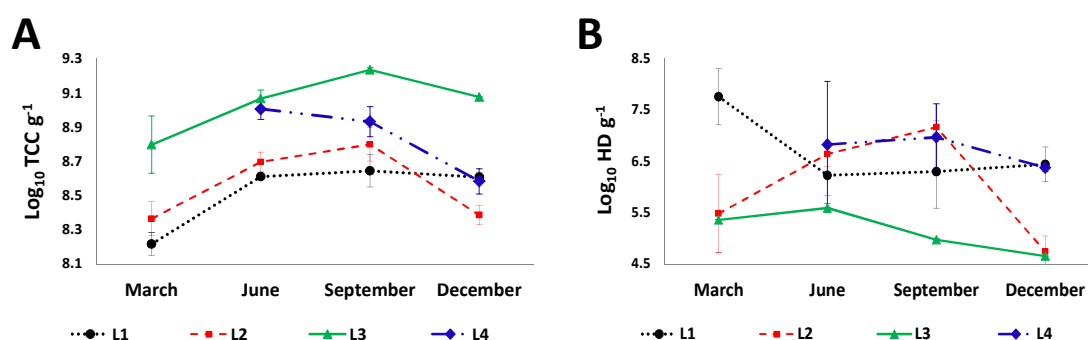 A
Log10 TCC g-1
9.3
9.1
8.9
8.7
8.5
8.3
8.1
March June September December
L1 L2 L3 L4
B
Log10 HD g-1
8.5
7.5
6.5
5.5
4.5
March June September December
L1 L2 L3 L4